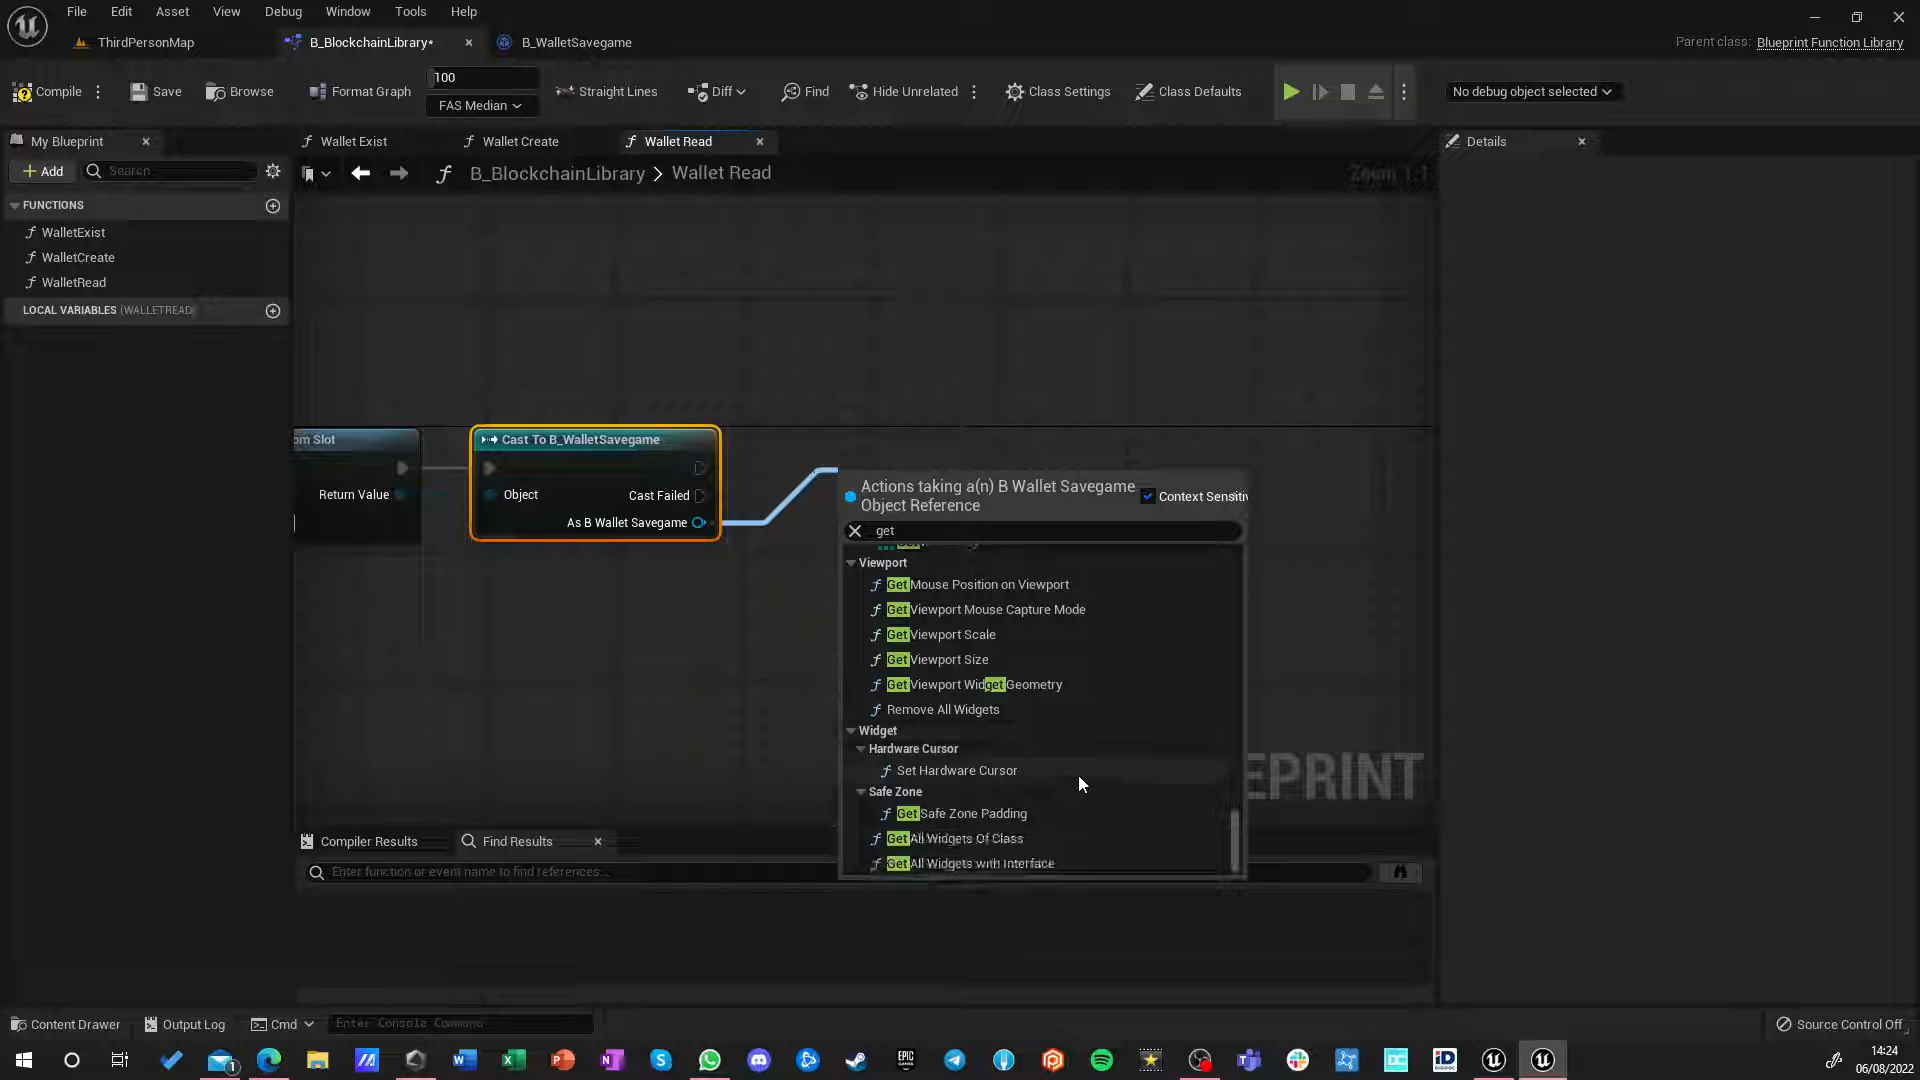 File Edit Asset View Debug Window Tools Help
ThirdPersonMap
B_BlockchainLibrary*
B_WalletSavegame
Parent class: Blueprint Function Library
Compile
Save
Browse
Format Graph
100
FAS Median
Straight Lines
Diff
Find
Hide Unrelated
Class Settings
Class Defaults
No debug object selected
My Blueprint
Wallet Exist
Wallet Create
Wallet Read
Details
Add
Search
B_BlockchainLibrary > Wallet Read
Zoom 1:1
FUNCTIONS
WalletExist
WalletCreate
WalletRead
LOCAL VARIABLES (WALLETREAD)
om Slot
Return Value
Cast To B_WalletSavegame
Object
Cast Failed
As B Wallet Savegame
Actions taking a(n) B Wallet Savegame
Object Reference
Context Sensitiv
get
Viewport
Get Mouse Position on Viewport
Get Viewport Mouse Capture Mode
Get Viewport Scale
Get Viewport Size
Get Viewport Widget Geometry
Remove All Widgets
Widget
Hardware Cursor
Set Hardware Cursor
Safe Zone
Get Safe Zone Padding
Get All Widgets Of Class
Get All Widgets with Interface
EPRINT
Compiler Results
Find Results
Enter function or event name to find references...
Content Drawer
Output Log
Cmd
Enter Console Command
Source Control Off
14:24
06/08/2022